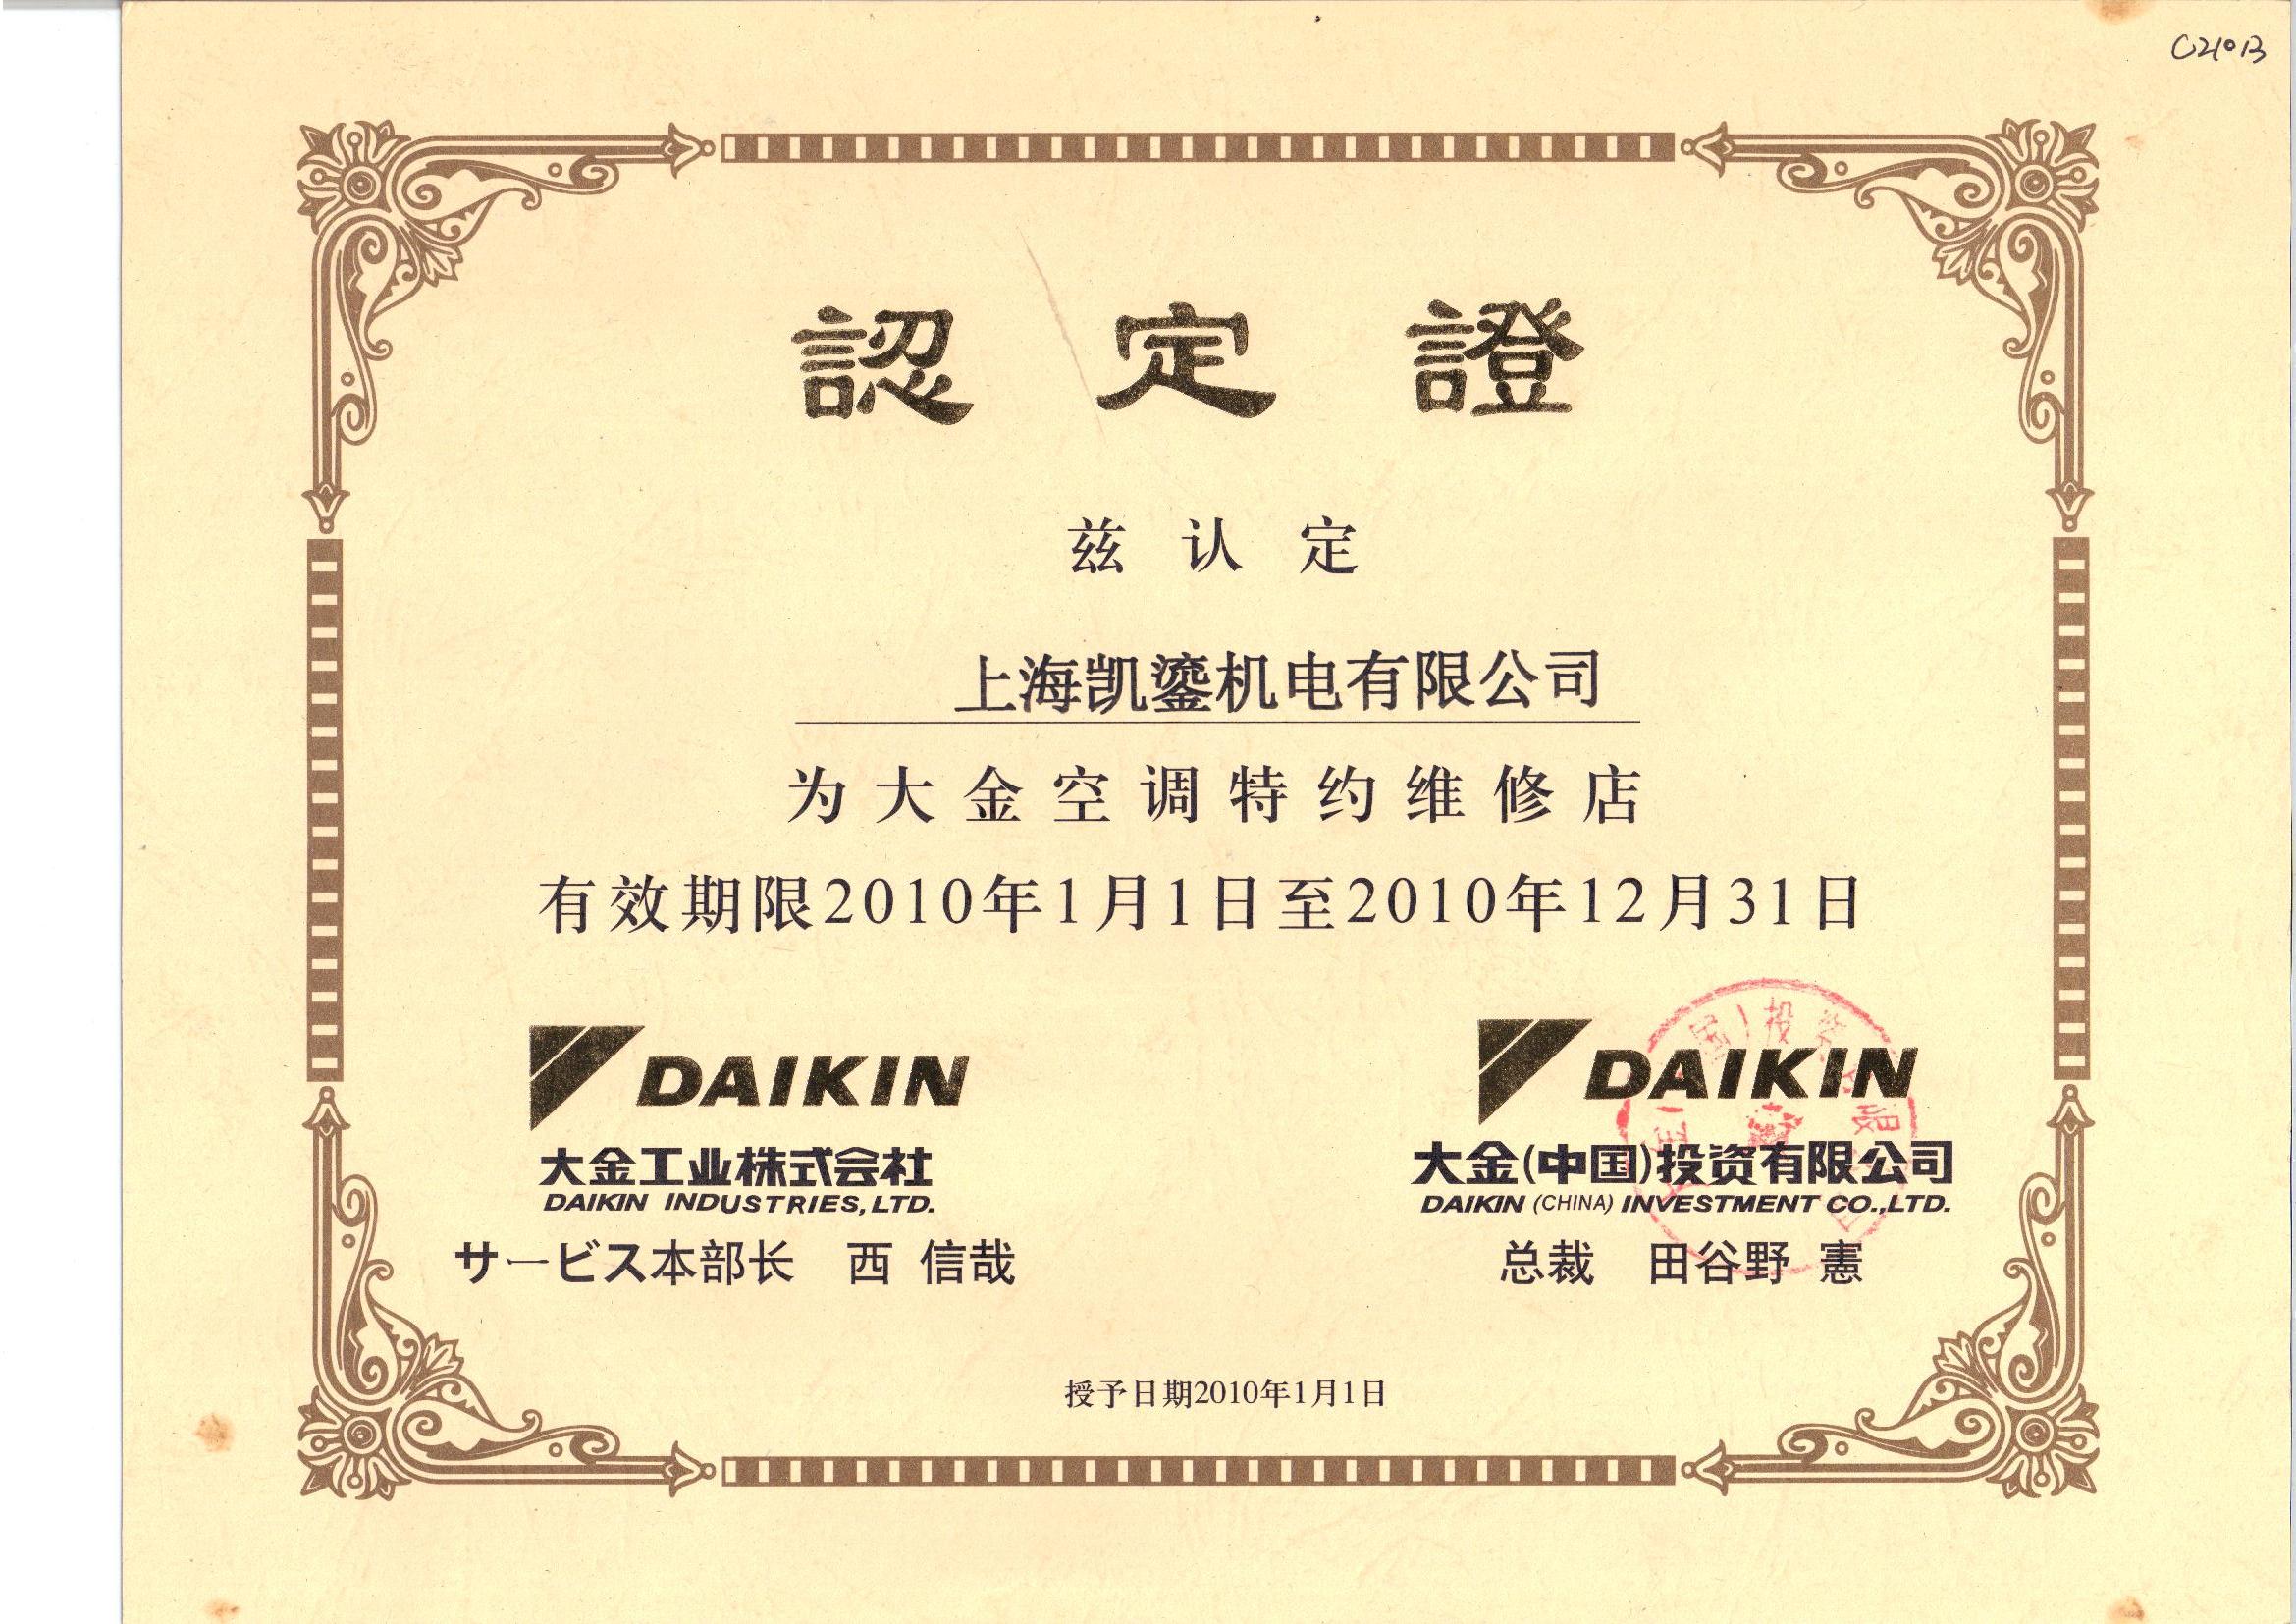 認定證
兹认定
上海凯鎏机电有限公司
为大金空调特约维修店
有效期限2010年1月1日至2010年12月31日
DAIKIN
大金工业株式会社
DAIKIN INDUSTRIES, LTD.
サービス本部长 西 信哉
DAIKIN
大金(中国)投资有限公司
DAIKIN (CHINA) INVESTMENT CO.,LTD.
总裁 田谷野 憲
授予日期2010年1月1日